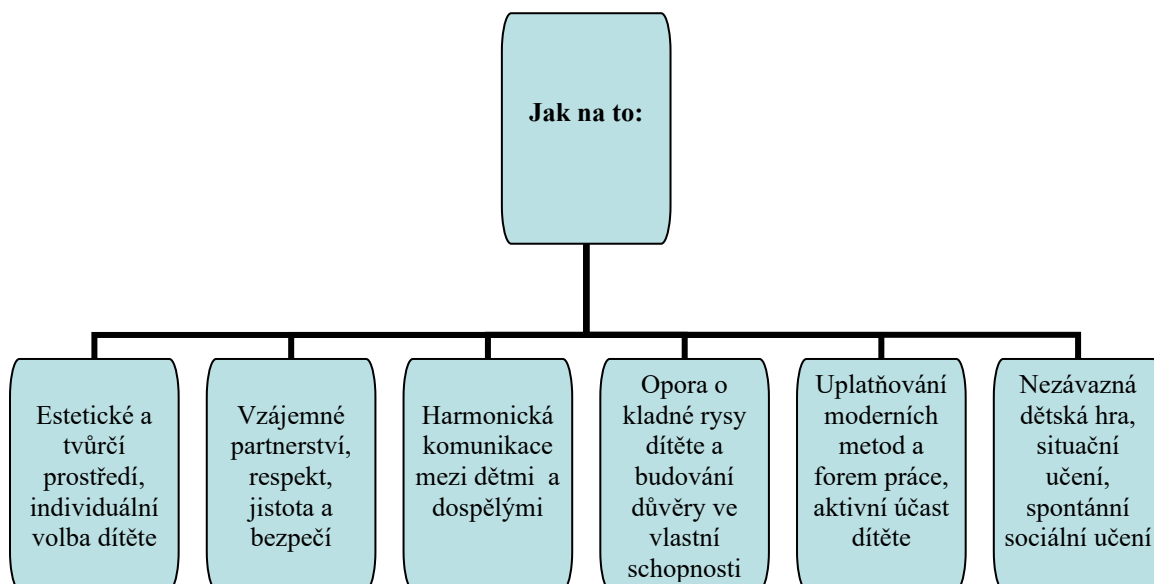 Jak na to:
Estetické a
tvůrčí
prostředí,
individuální
volba dítěte
Vzájemné
partnerství,
respekt,
jistota a
bezpečí
Harmonická
komunikace
mezi dětmi a
dospělými
Opora o
kladné rysy
dítěte a
budování
důvěry ve
vlastní
schopnosti
Uplatňování
moderních
metod a
forem práce,
aktivní účast
dítěte
Nezávazná
dětská hra,
situační
učení,
spontánní
sociální učení